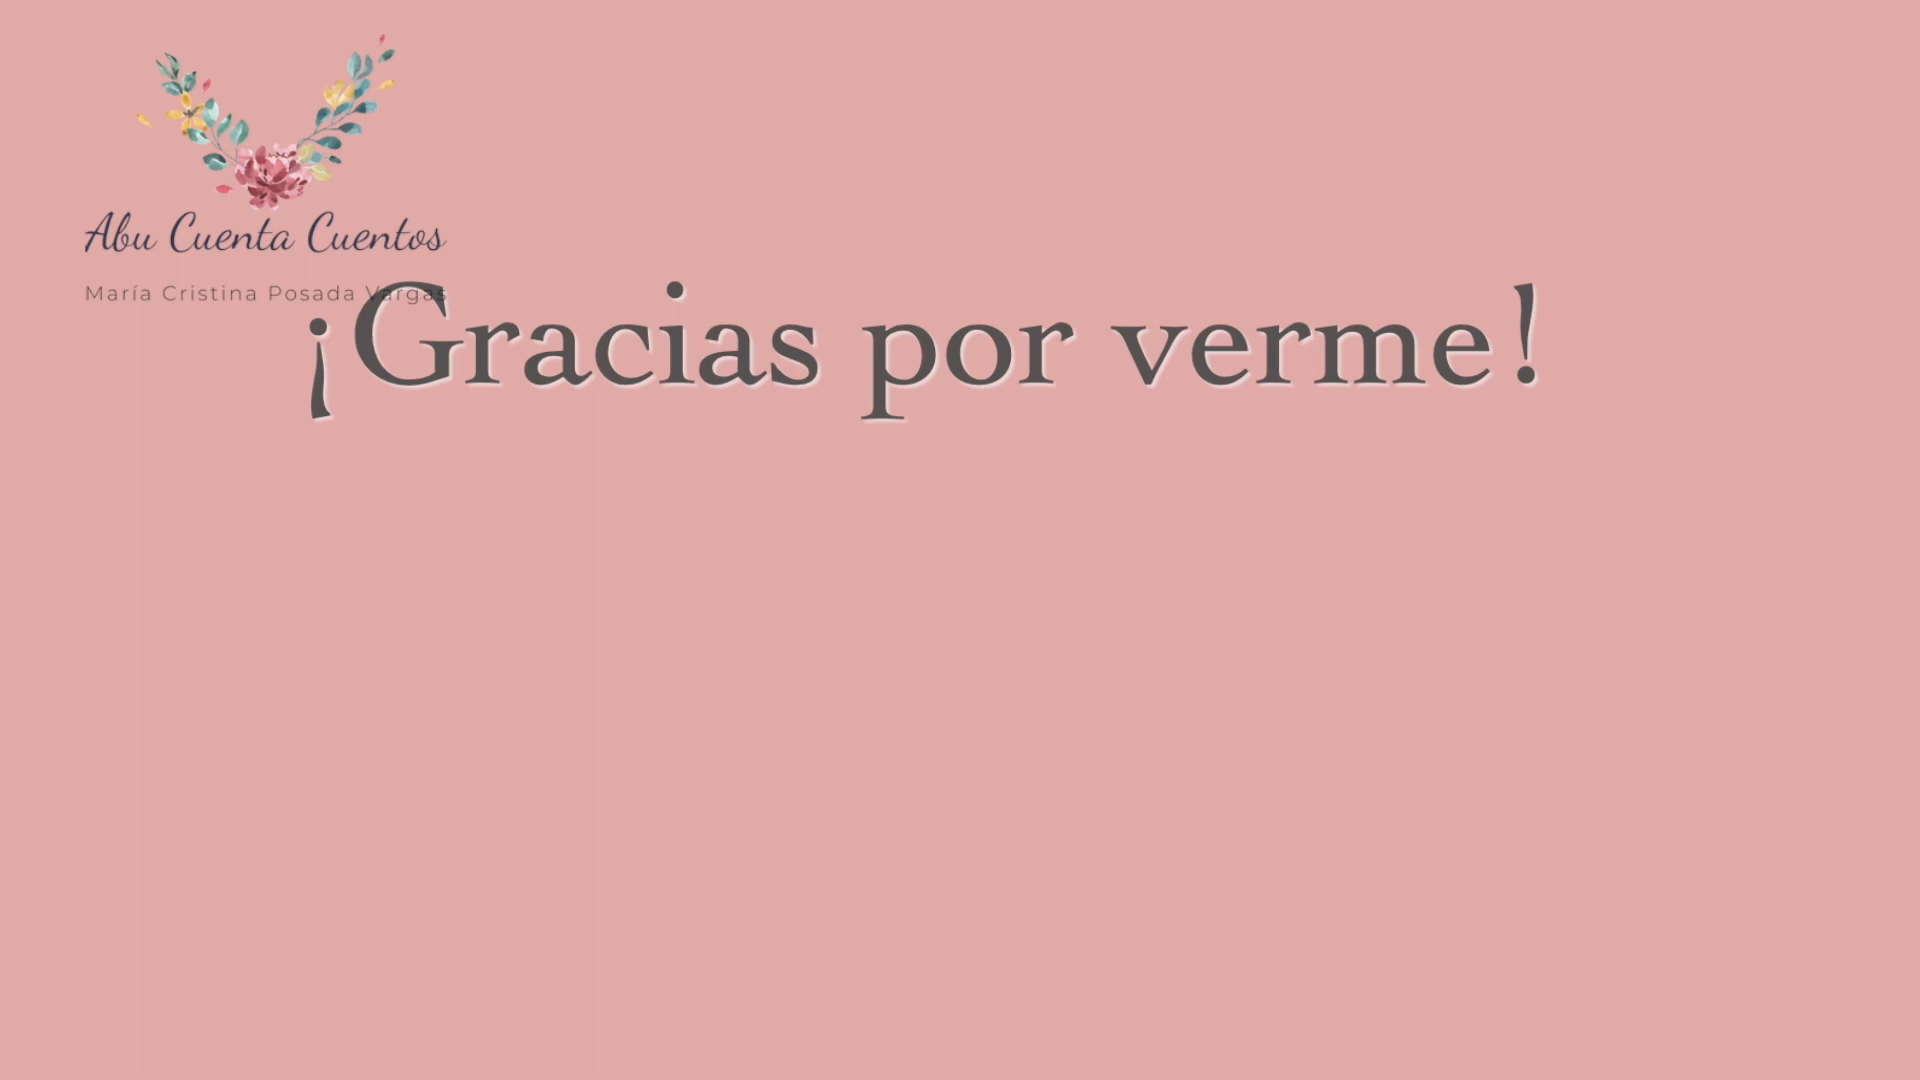 Abu Cuenta Cuentos
María Cristina Posada Vargas
¡Gracias por verme!